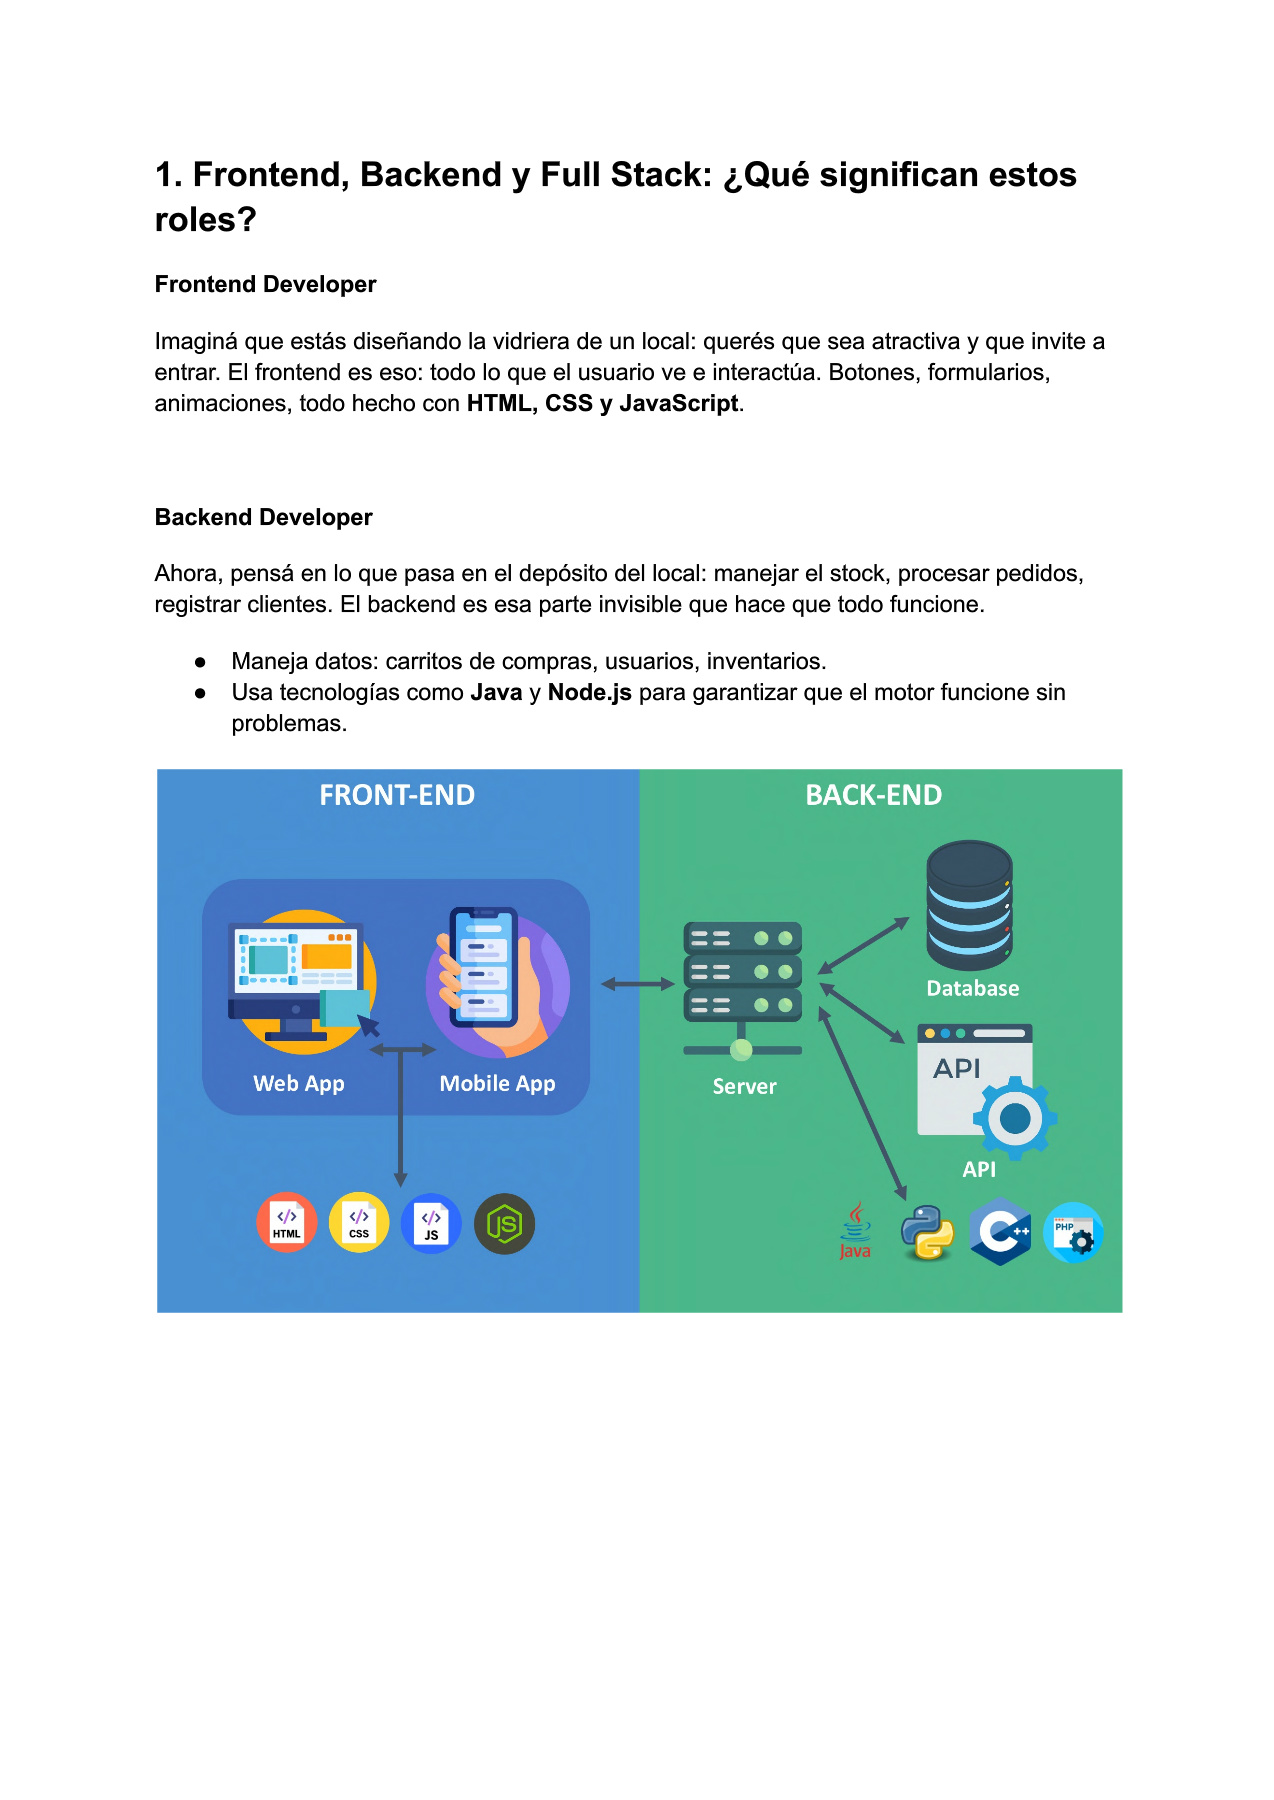 1. Frontend, Backend y Full Stack: ¿Qué significan estos
roles?
Frontend Developer
Imaginá que estás diseñando la vidriera de un local: querés que sea atractiva y que invite a
entrar. El frontend es eso: todo lo que el usuario ve e interactúa. Botones, formularios,
animaciones, todo hecho con HTML, CSS y JavaScript.
Backend Developer
Ahora, pensá en lo que pasa en el depósito del local: manejar el stock, procesar pedidos,
registrar clientes. El backend es esa parte invisible que hace que todo funcione.
● Maneja datos: carritos de compras, usuarios, inventarios.
● Usa tecnologías como Java y Node.js para garantizar que el motor funcione sin
problemas.
FRONT-END
Web App
Mobile App
</> HTML
</> CSS
</> JS
JS
BACK-END
Server
Database
API
API
Java
C++
PHP